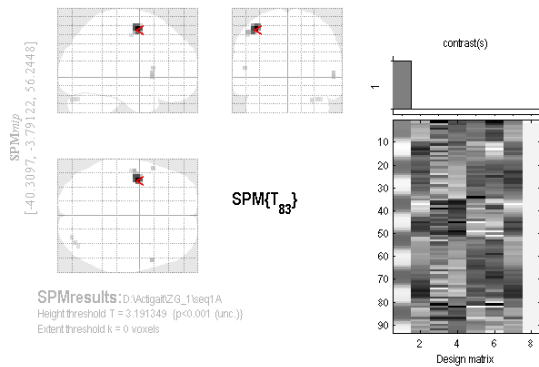 contrast(s)
1
SPMmip
[-40.3097, -3.79122, 56.2448]
<
<
<
SPM{T83}
10
20
30
40
50
60
70
80
90
2 4 6 8
Design matrix
SPMresults: D:\Actigait\ZG_1\seq1A
Height threshold T = 3.191349 {p<0.001 (unc.)}
Extent threshold k = 0 voxels